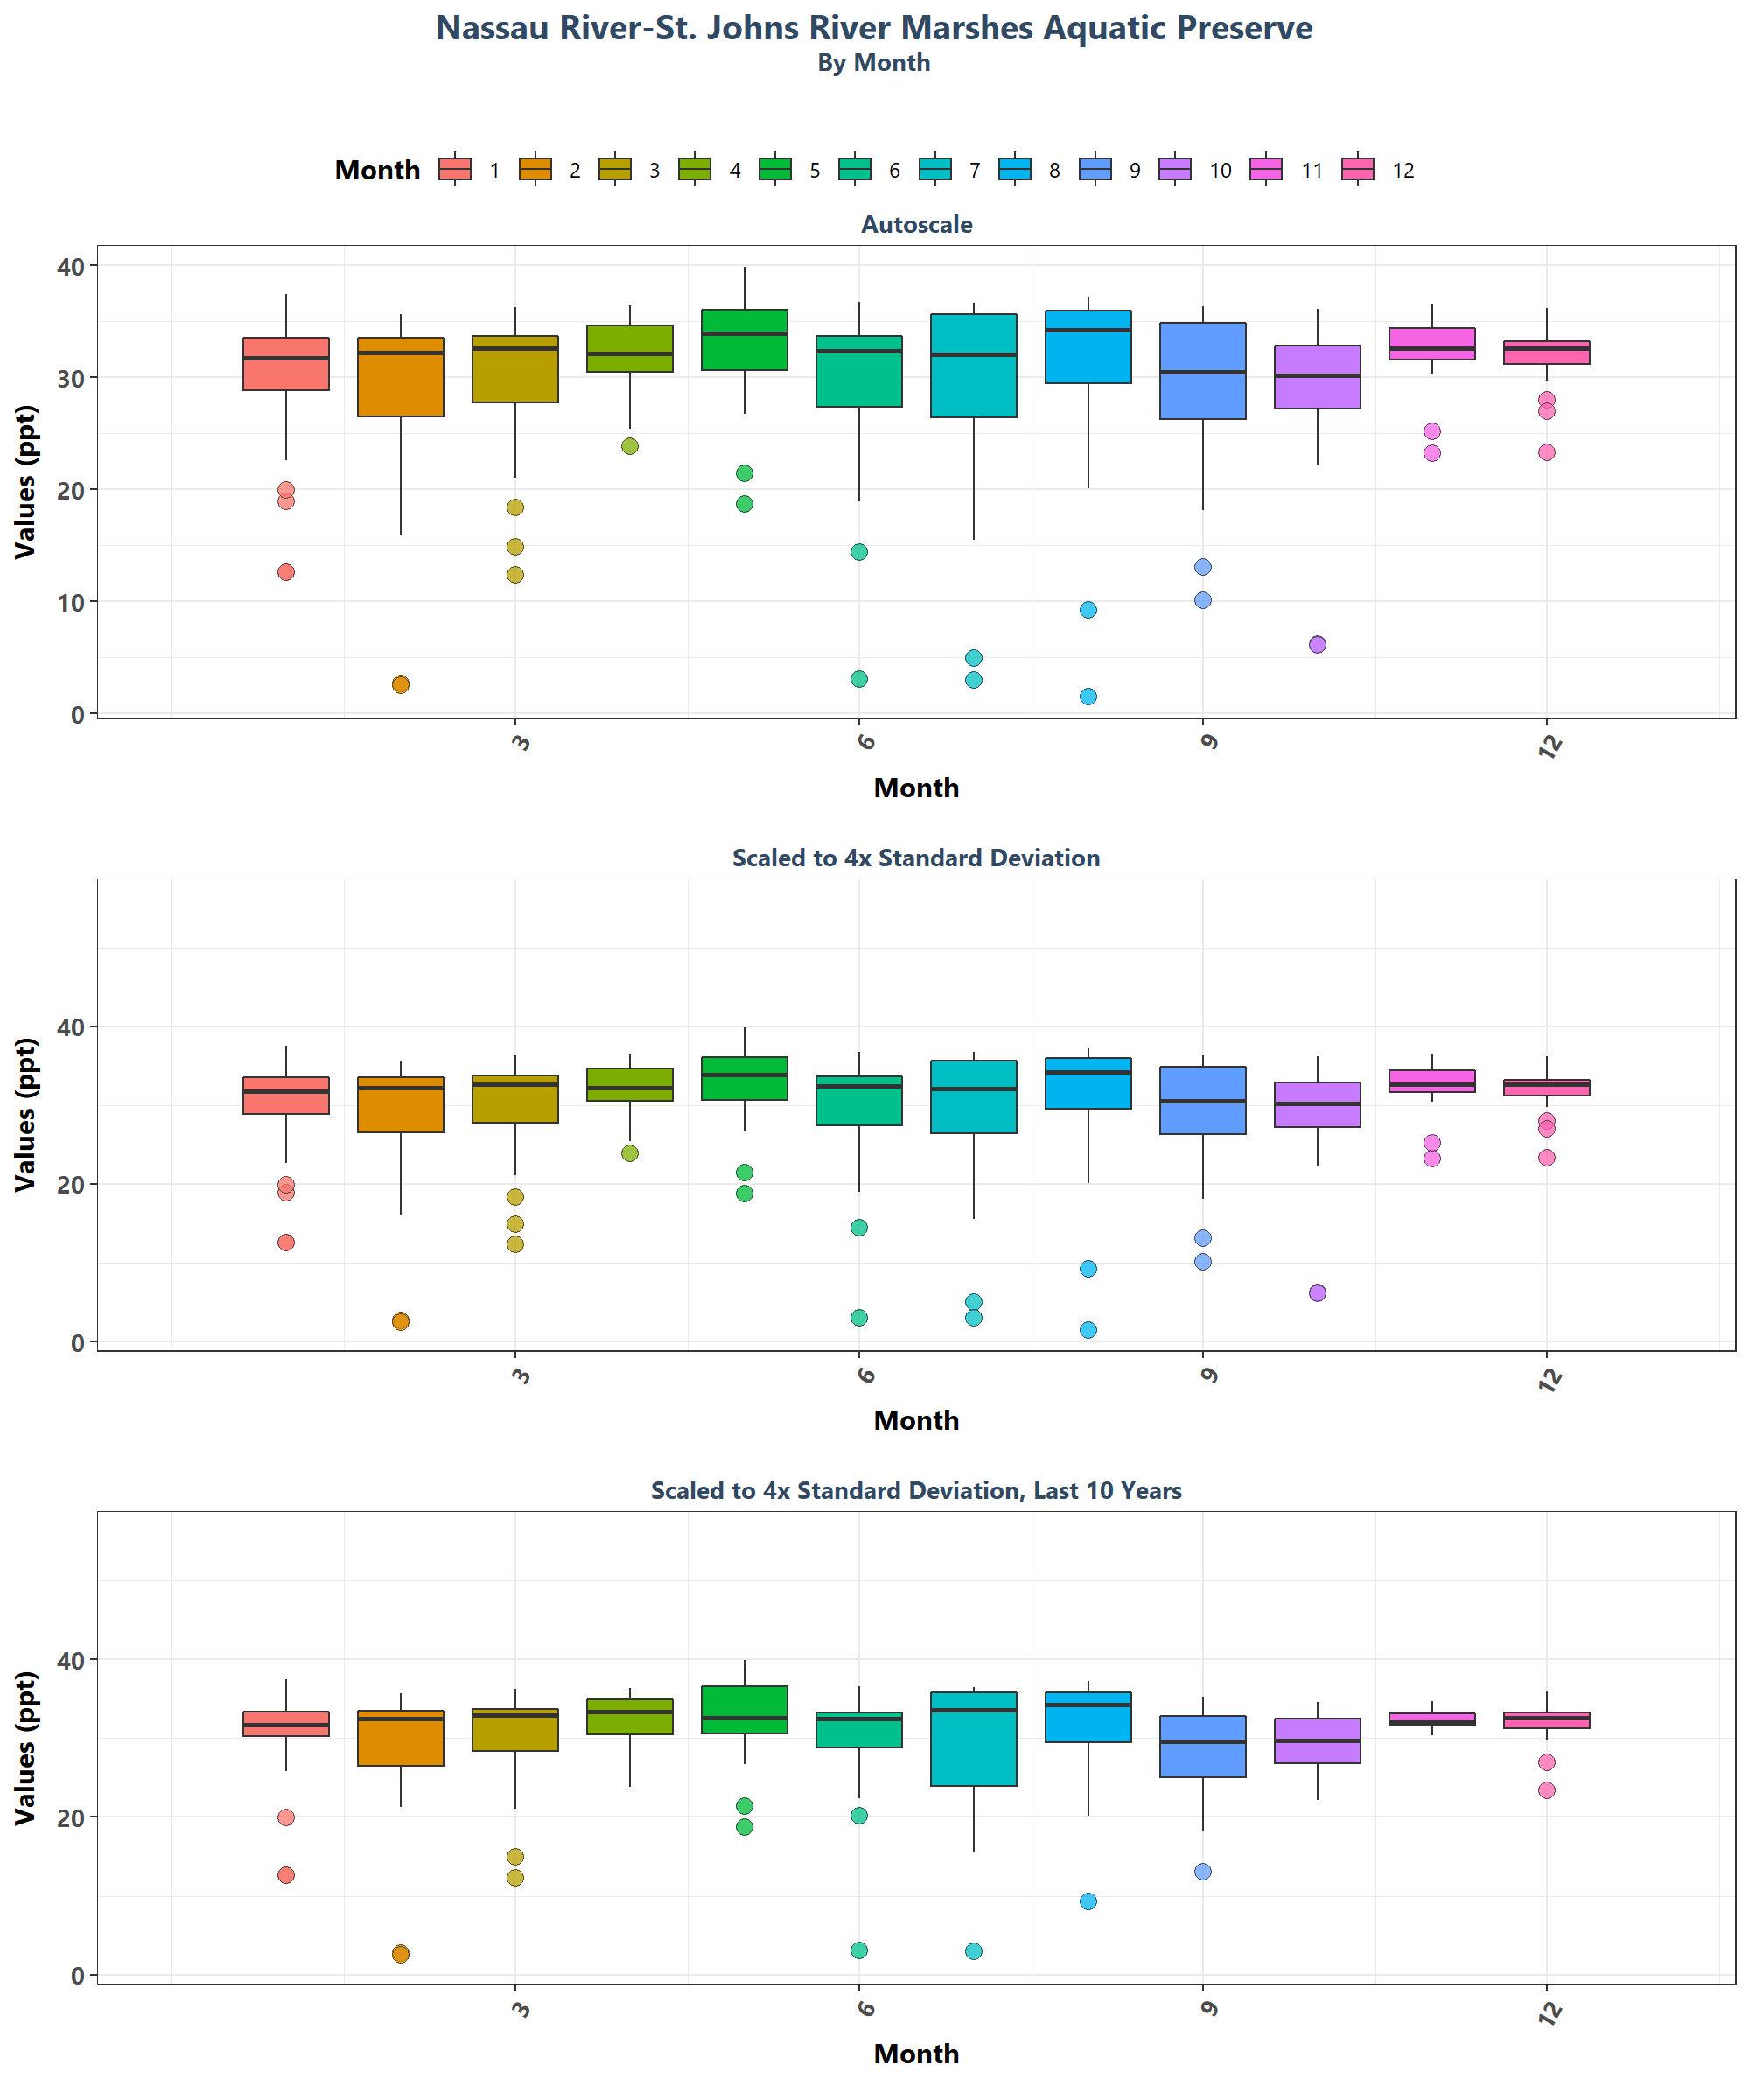 Nassau River-St. Johns River Marshes Aquatic Preserve
By Month
Month 1 2 3 4 5 6 7 8 9 10 11 12
Autoscale
Values (ppt)
40
30
20
10
0
3 6 9 12
Month
Scaled to 4x Standard Deviation
Values (ppt)
40
20
0
3 6 9 12
Month
Scaled to 4x Standard Deviation, Last 10 Years
Values (ppt)
40
20
0
3 6 9 12
Month